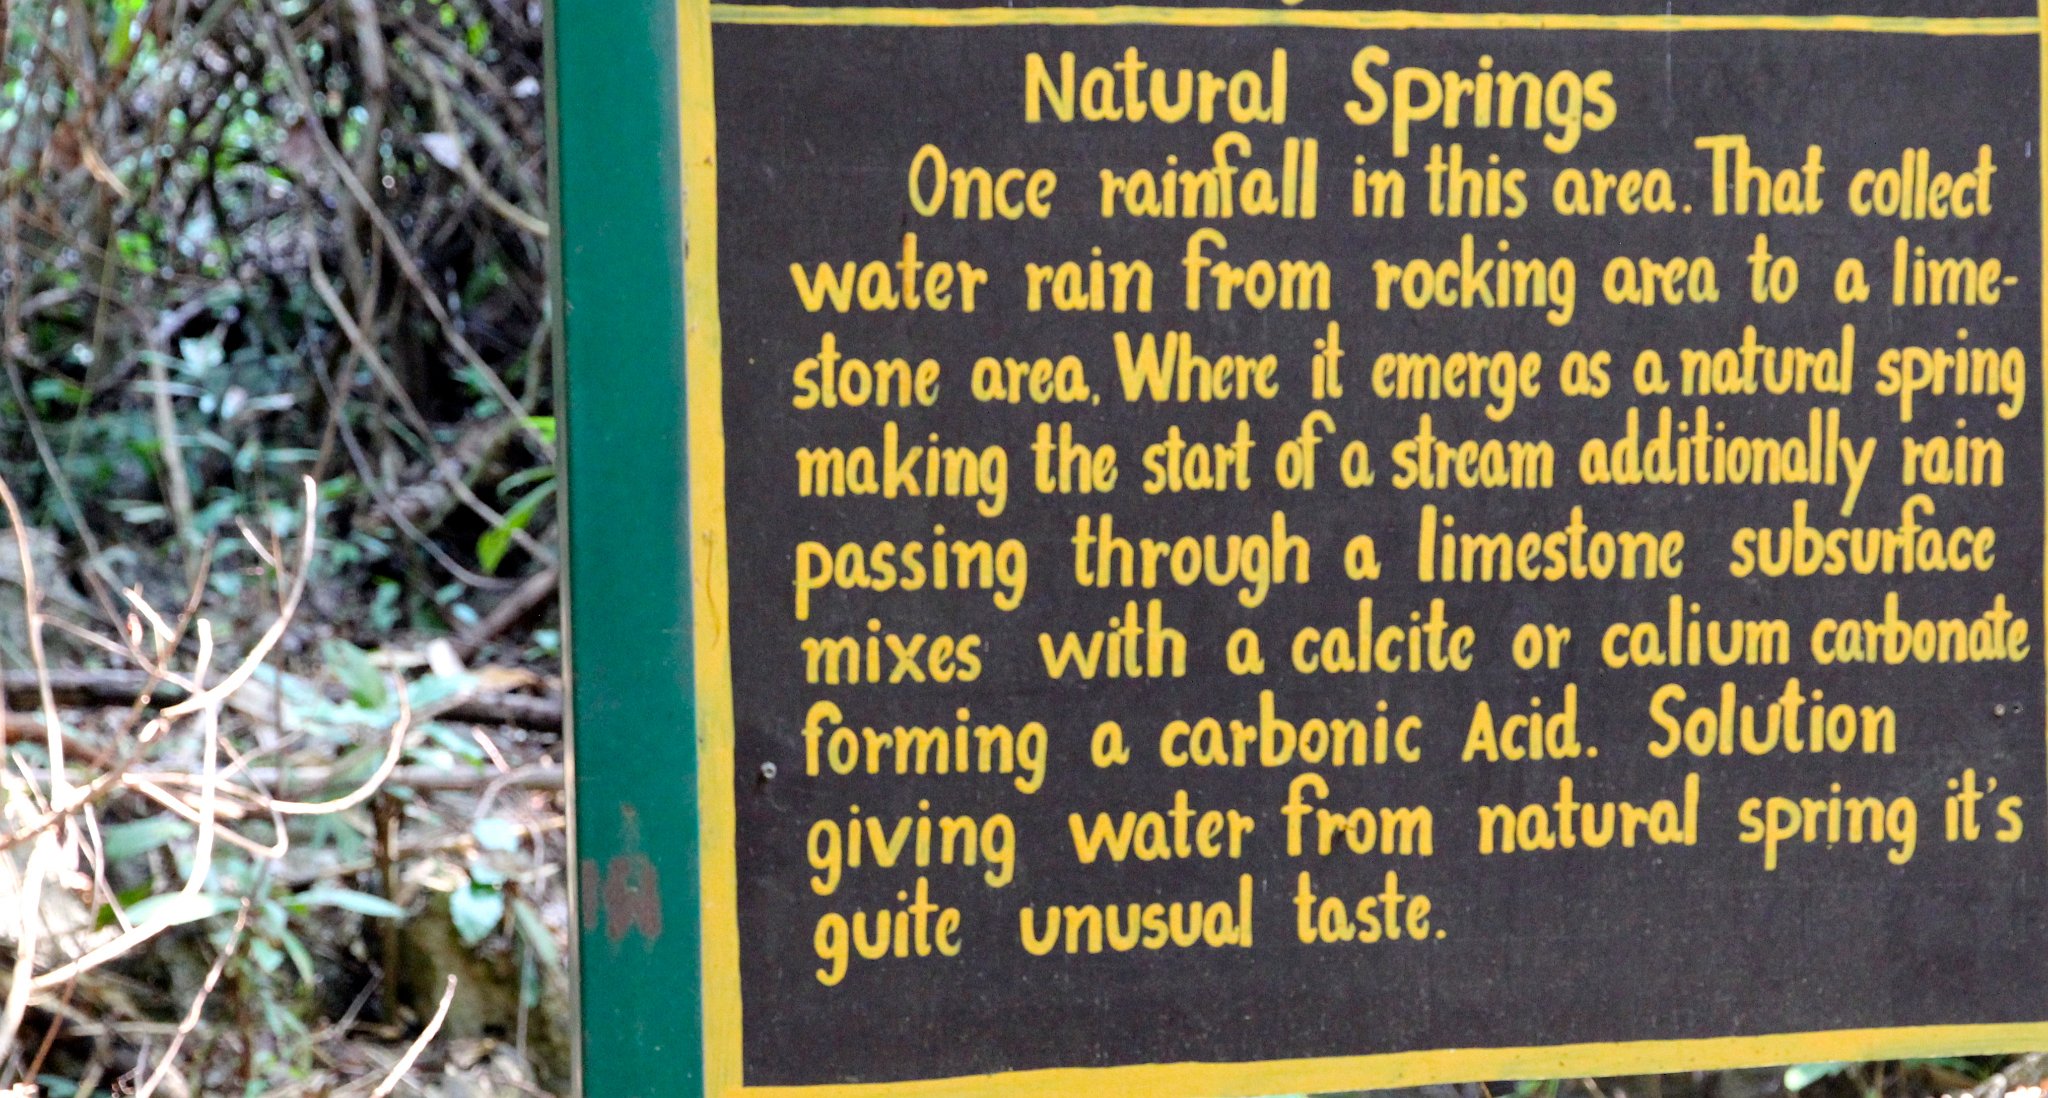 Natural Springs
Once rainfall in this area. That collect
water rain from rocking area to a lime-
stone area. Where it emerge as a natural spring
making the start of a stream additionally rain
passing through a limestone subsurface
mixes with a calcite or calium carbonate
forming a carbonic Acid. Solution
giving water from natural spring it's
guite unusual taste.